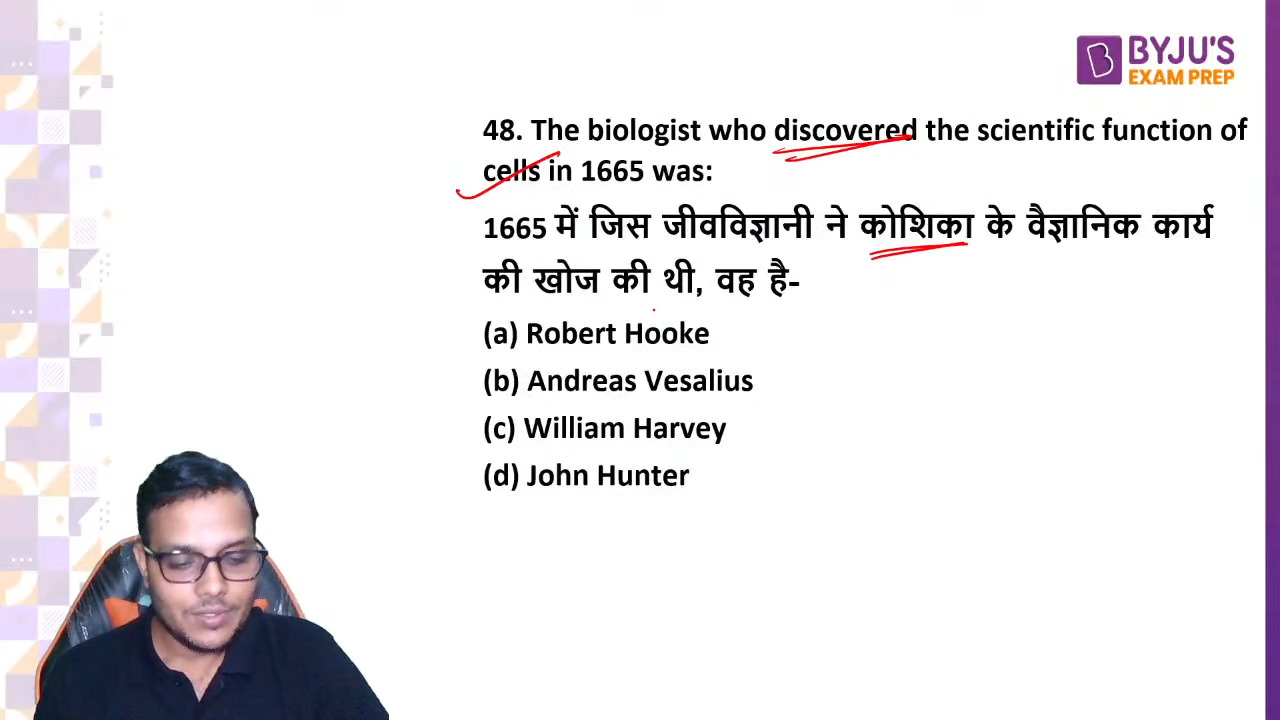 BYJU'S
EXAM PREP
48. The biologist who discovered the scientific function of
cells in 1665 was:
1665 में जिस जीवविज्ञानी ने कोशिका के वैज्ञानिक कार्य
की खोज की थी, वह है-
(a) Robert Hooke
(b) Andreas Vesalius
(c) William Harvey
(d) John Hunter